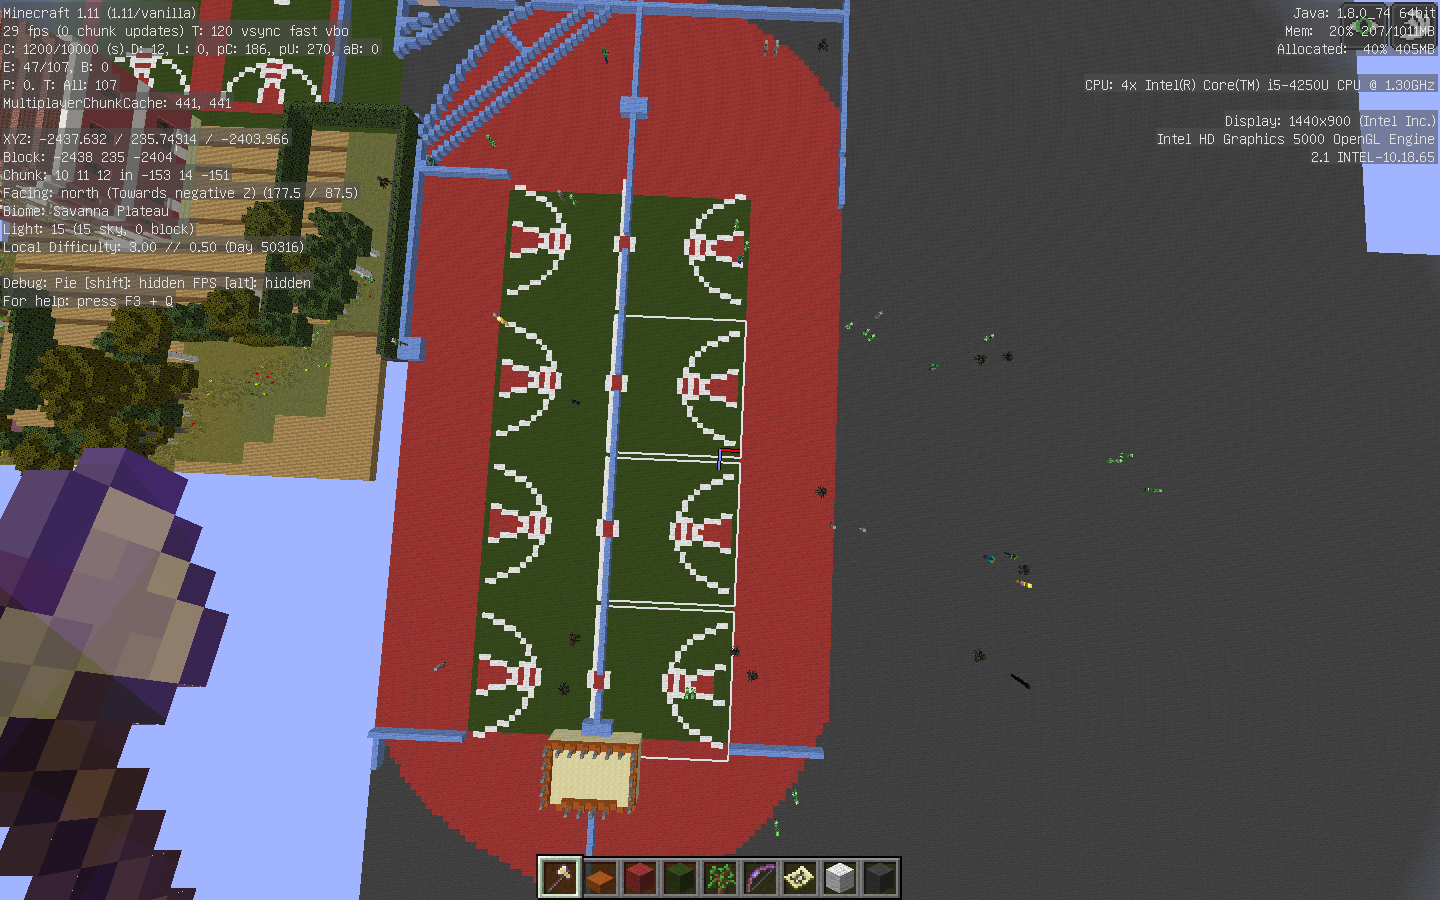 Minecraft 1.11 (1.11/vanilla)
29 fps (0 chunk updates) T: 120 vsync fast vbo
C: 1200/10000 (s) D: 12, L: 0, pC: 186, pU: 270, aB: 0
E: 47/107, B: 0
P: 0. T: All: 107
MultiplayerChunkCache: 441, 441
XYZ: -2437.632 / 235.74314 / -2403.966
Block: -2438 235 -2404
Chunk: 10 11 12 in -153 14 -151
Facing: north (Towards negative Z) (177.5 / 87.5)
Biome: Savanna Plateau
Light: 15 (15 sky, 0 block)
Local Difficulty: 3.00 // 0.50 (Day 50316)
Debug: Pie [shift]: hidden FPS [alt]: hidden
For help: press F3 + Q
Java: 1.8.0_74 64bit
Mem: 20% 207/1011MB
Allocated: 40% 405MB
CPU: 4x Intel(R) Core(TM) i5-4250U CPU @ 1.30GHz
Display: 1440x900 (Intel Inc.)
Intel HD Graphics 5000 OpenGL Engine
2.1 INTEL-10.18.65